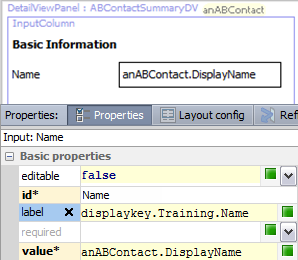 DetailViewPanel : ABContactSummaryDV anABContact
InputColumn
Basic Information
Name anABContact.DisplayName
Properties: Properties Layout config Ref
Input: Name
Basic properties
editable false
id* Name
label displaykey.Training.Name
required
value* anABContact.DisplayName